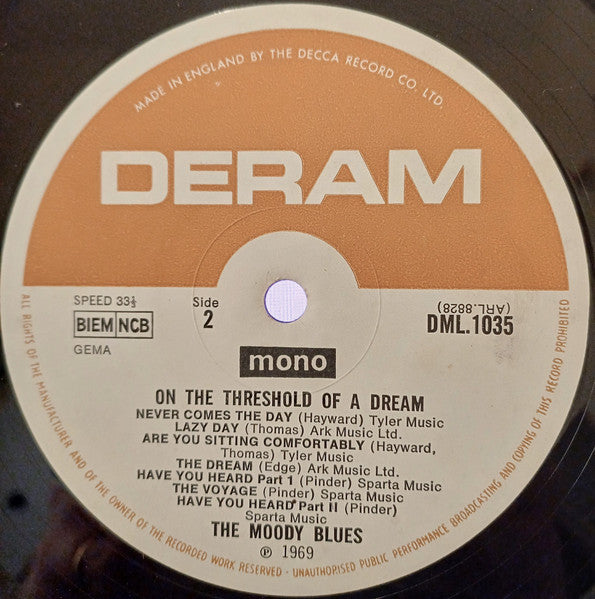 MADE IN ENGLAND BY THE DECCA RECORD CO. LTD.
DERAM
SPEED 33⅓
BIEM NCB
GEMA
Side
2
(ARL.8828)
DML.1035
mono
ON THE THRESHOLD OF A DREAM
NEVER COMES THE DAY (Hayward) Tyler Music
LAZY DAY (Thomas) Ark Music Ltd.
ARE YOU SITTING COMFORTABLY (Hayward,
Thomas) Tyler Music
THE DREAM (Edge) Ark Music Ltd.
HAVE YOU HEARD Part 1 (Pinder) Sparta Music
THE VOYAGE (Pinder) Sparta Music
HAVE YOU HEARD Part II (Pinder)
Sparta Music
THE MOODY BLUES
℗ 1969
ALL RIGHTS OF THE MANUFACTURER AND OF THE OWNER OF THE RECORDED WORK RESERVED - UNAUTHORISED PUBLIC PERFORMANCE BROADCASTING AND COPYING OF THIS RECORD PROHIBITED